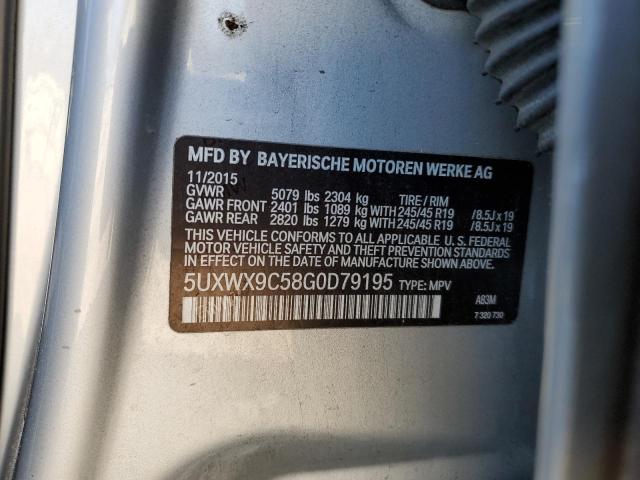 MFD BY BAYERISCHE MOTOREN WERKE AG
11/2015
GVWR 5079 lbs 2304 kg TIRE / RIM
GAWR FRONT 2401 lbs 1089 kg WITH 245/45 R19 /8.5J x 19
GAWR REAR 2820 lbs 1279 kg WITH 245/45 R19 /8.5J x 19
THIS VEHICLE CONFORMS TO ALL APPLICABLE U. S. FEDERAL
MOTOR VEHICLE SAFETY AND THEFT PREVENTION STANDARDS
IN EFFECT ON THE DATE OF MANUFACTURE SHOWN ABOVE.
5UXWX9C58G0D79195 TYPE: MPV
A83M
7 320 730